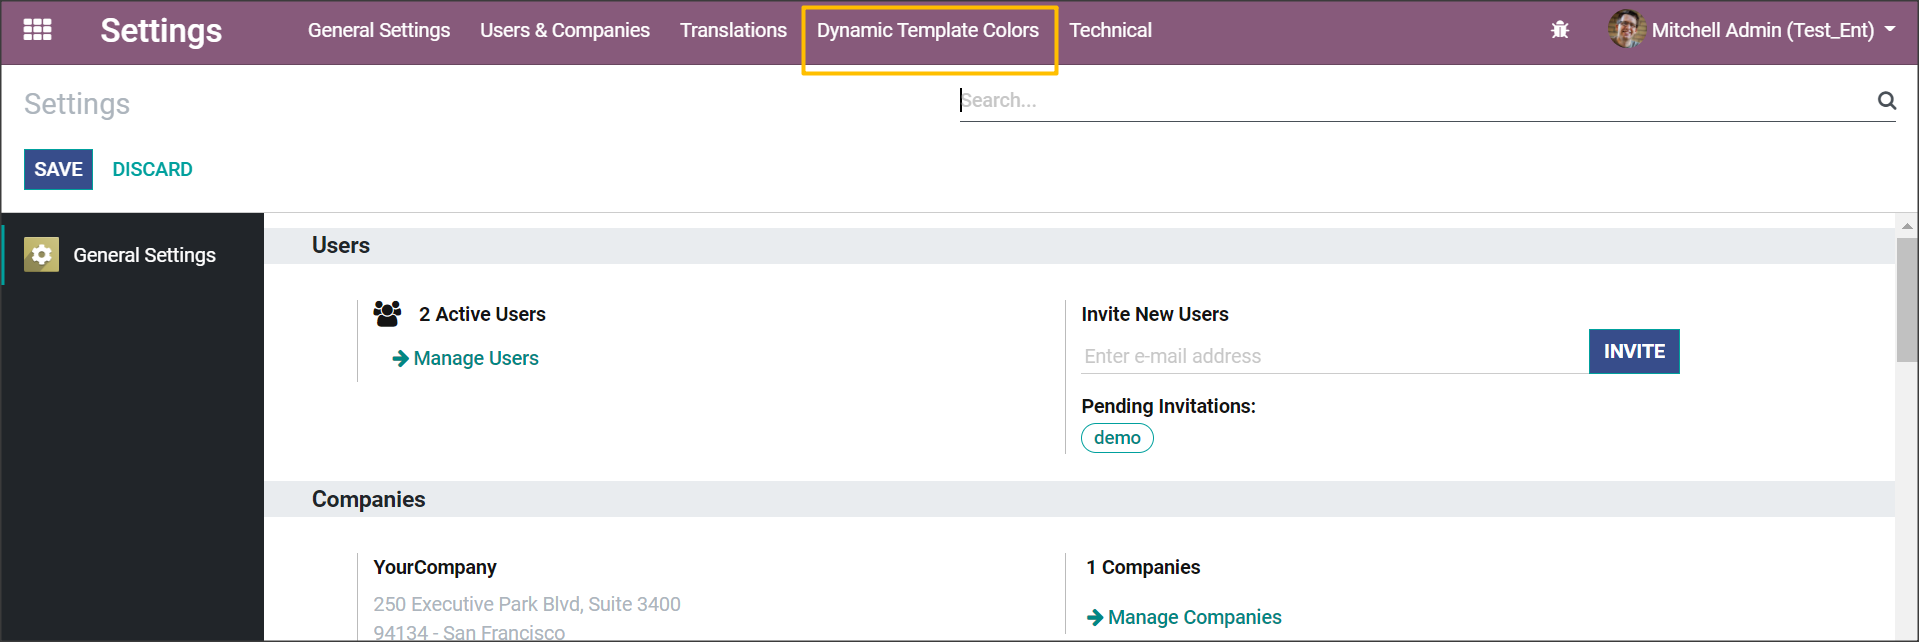 Settings General Settings Users & Companies Translations Dynamic Template Colors Technical Mitchell Admin (Test_Ent)
Settings
Search...
SAVE DISCARD
General Settings
Users
2 Active Users
Manage Users
Invite New Users
Enter e-mail address
INVITE
Pending Invitations:
demo
Companies
YourCompany
250 Executive Park Blvd, Suite 3400
94134 - San Francisco
1 Companies
Manage Companies